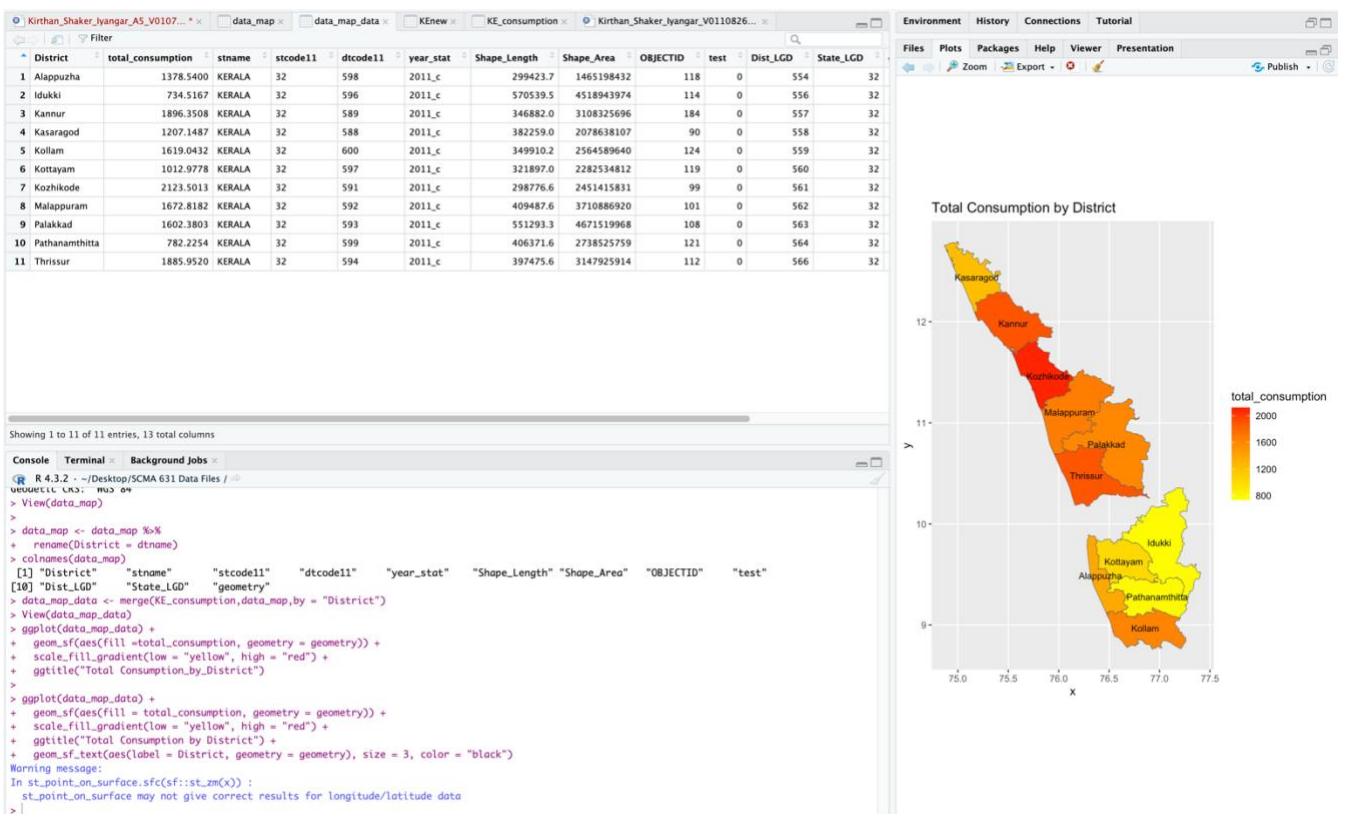 Kirthan_Shaker_Iyangar_A5_V0107... *
data_map
data_map_data
KEnew
KE_consumption
Kirthan_Shaker_Iyangar_V0110826...
Filter
District total_consumption stname stcode11 dtcode11 year_stat Shape_Length Shape_Area OBJECTID test Dist_LGD State_LGD
1 Alappuzha 1378.5400 KERALA 32 598 2011_c 299423.7 1465198432 118 0 554 32
2 Idukki 734.5167 KERALA 32 596 2011_c 570539.5 4518943974 114 0 556 32
3 Kannur 1896.3508 KERALA 32 589 2011_c 346882.0 3108325696 184 0 557 32
4 Kasaragod 1207.1487 KERALA 32 588 2011_c 382259.0 2078638107 90 0 558 32
5 Kollam 1619.0432 KERALA 32 600 2011_c 349910.2 2564589640 124 0 559 32
6 Kottayam 1012.9778 KERALA 32 597 2011_c 321897.0 2282534812 119 0 560 32
7 Kozhikode 2123.5013 KERALA 32 591 2011_c 298776.6 2451415831 99 0 561 32
8 Malappuram 1672.8182 KERALA 32 592 2011_c 409487.6 3710886920 101 0 562 32
9 Palakkad 1602.3803 KERALA 32 593 2011_c 551293.3 4671519968 108 0 563 32
10 Pathanamthitta 782.2254 KERALA 32 599 2011_c 406371.6 2738525759 121 0 564 32
11 Thrissur 1885.9520 KERALA 32 594 2011_c 397475.6 3147925914 112 0 566 32
Showing 1 to 11 of 11 entries, 13 total columns
Console Terminal Background Jobs
R 4.3.2 · ~/Desktop/SCMA 631 Data Files /
Geodetic CRS: WGS 84
> View(data_map)
>
> data_map <- data_map %>%
+ rename(District = dtname)
> colnames(data_map)
[1] "District" "stname" "stcode11" "dtcode11" "year_stat" "Shape_Length" "Shape_Area" "OBJECTID" "test"
[10] "Dist_LGD" "State_LGD" "geometry"
> data_map_data <- merge(KE_consumption,data_map,by = "District")
> View(data_map_data)
> ggplot(data_map_data) +
+ geom_sf(aes(fill =total_consumption, geometry = geometry)) +
+ scale_fill_gradient(low = "yellow", high = "red") +
+ ggtitle("Total Consumption_by_District")
>
> ggplot(data_map_data) +
+ geom_sf(aes(fill = total_consumption, geometry = geometry)) +
+ scale_fill_gradient(low = "yellow", high = "red") +
+ ggtitle("Total Consumption by District") +
+ geom_sf_text(aes(label = District, geometry = geometry), size = 3, color = "black")
Warning message:
In st_point_on_surface.sfc(sf::st_zm(x)) :
st_point_on_surface may not give correct results for longitude/latitude data
>
Environment History Connections Tutorial
Files Plots Packages Help Viewer Presentation
Zoom Export Publish
Total Consumption by District
Kasaragod
12
Kannur
Kozhikode
total_consumption
2000
1600
1200
800
Malappuram
11
y
Palakkad
Thrissur
10
Idukki
Kottayam
Alappuzha
Pathanamthitta
9
Kollam
75.0 75.5 76.0 76.5 77.0 77.5
x